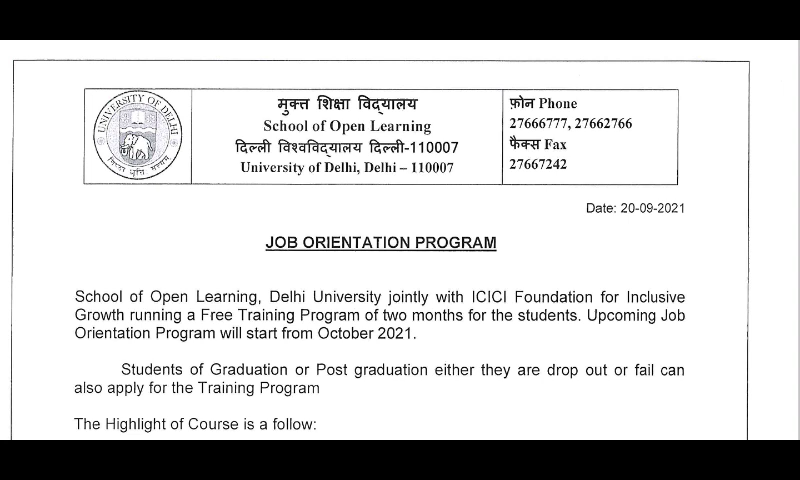 UNIVERSITY OF DELHI
मुक्त शिक्षा विद्यालय
School of Open Learning
दिल्ली विश्वविद्यालय दिल्ली-110007
University of Delhi, Delhi – 110007
फ़ोन Phone
27666777, 27662766
फैक्स Fax
27667242
Date: 20-09-2021
JOB ORIENTATION PROGRAM
School of Open Learning, Delhi University jointly with ICICI Foundation for Inclusive
Growth running a Free Training Program of two months for the students. Upcoming Job
Orientation Program will start from October 2021.
Students of Graduation or Post graduation either they are drop out or fail can
also apply for the Training Program
The Highlight of Course is a follow: